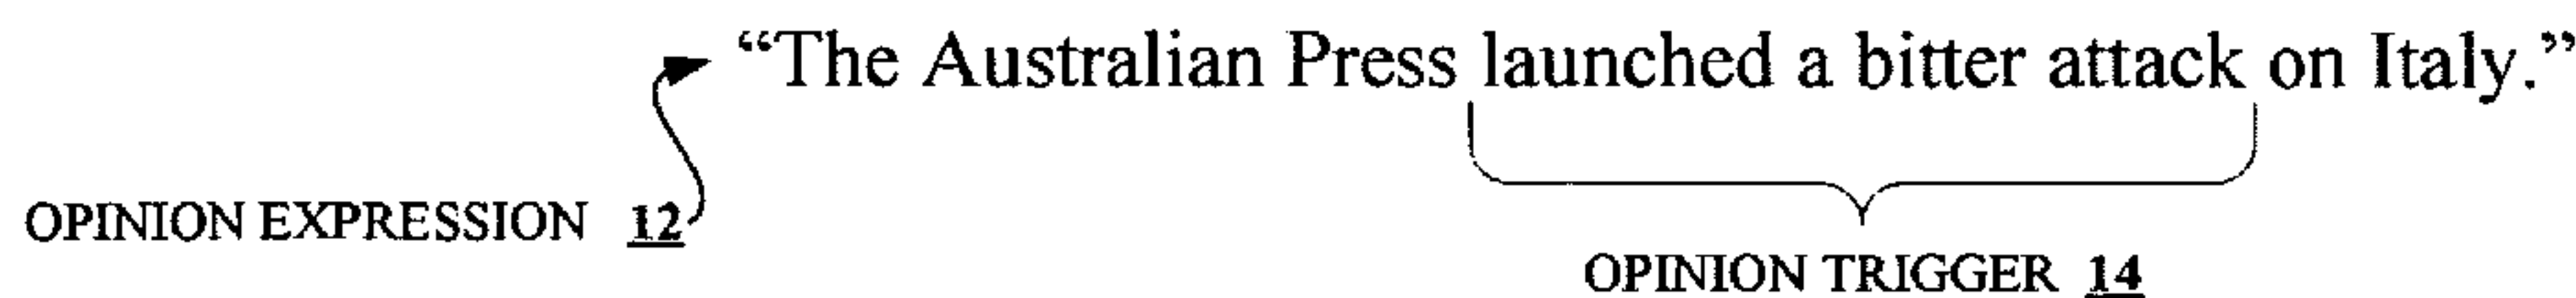 “The Australian Press launched a bitter attack on Italy.”
OPINION EXPRESSION 12
OPINION TRIGGER 14